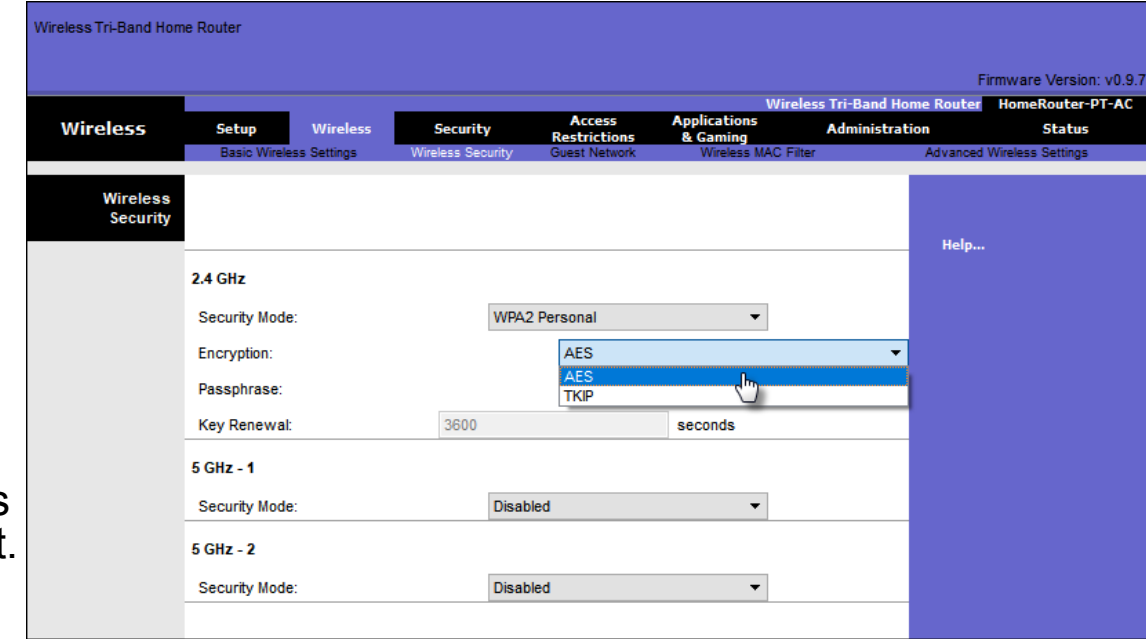 Wireless Tri-Band Home Router
Firmware Version: v0.9.7
Wireless Tri-Band Home Router HomeRouter-PT-AC
Wireless Setup Wireless Security Access Restrictions Applications & Gaming Administration Status
Basic Wireless Settings Wireless Security Guest Network Wireless MAC Filter Advanced Wireless Settings
Wireless
Security
Help...
2.4 GHz
Security Mode: WPA2 Personal
Encryption: AES
AES
Passphrase:
TKIP
Key Renewal: 3600 seconds
5 GHz - 1
s
Security Mode: Disabled
t.
5 GHz - 2
Security Mode: Disabled